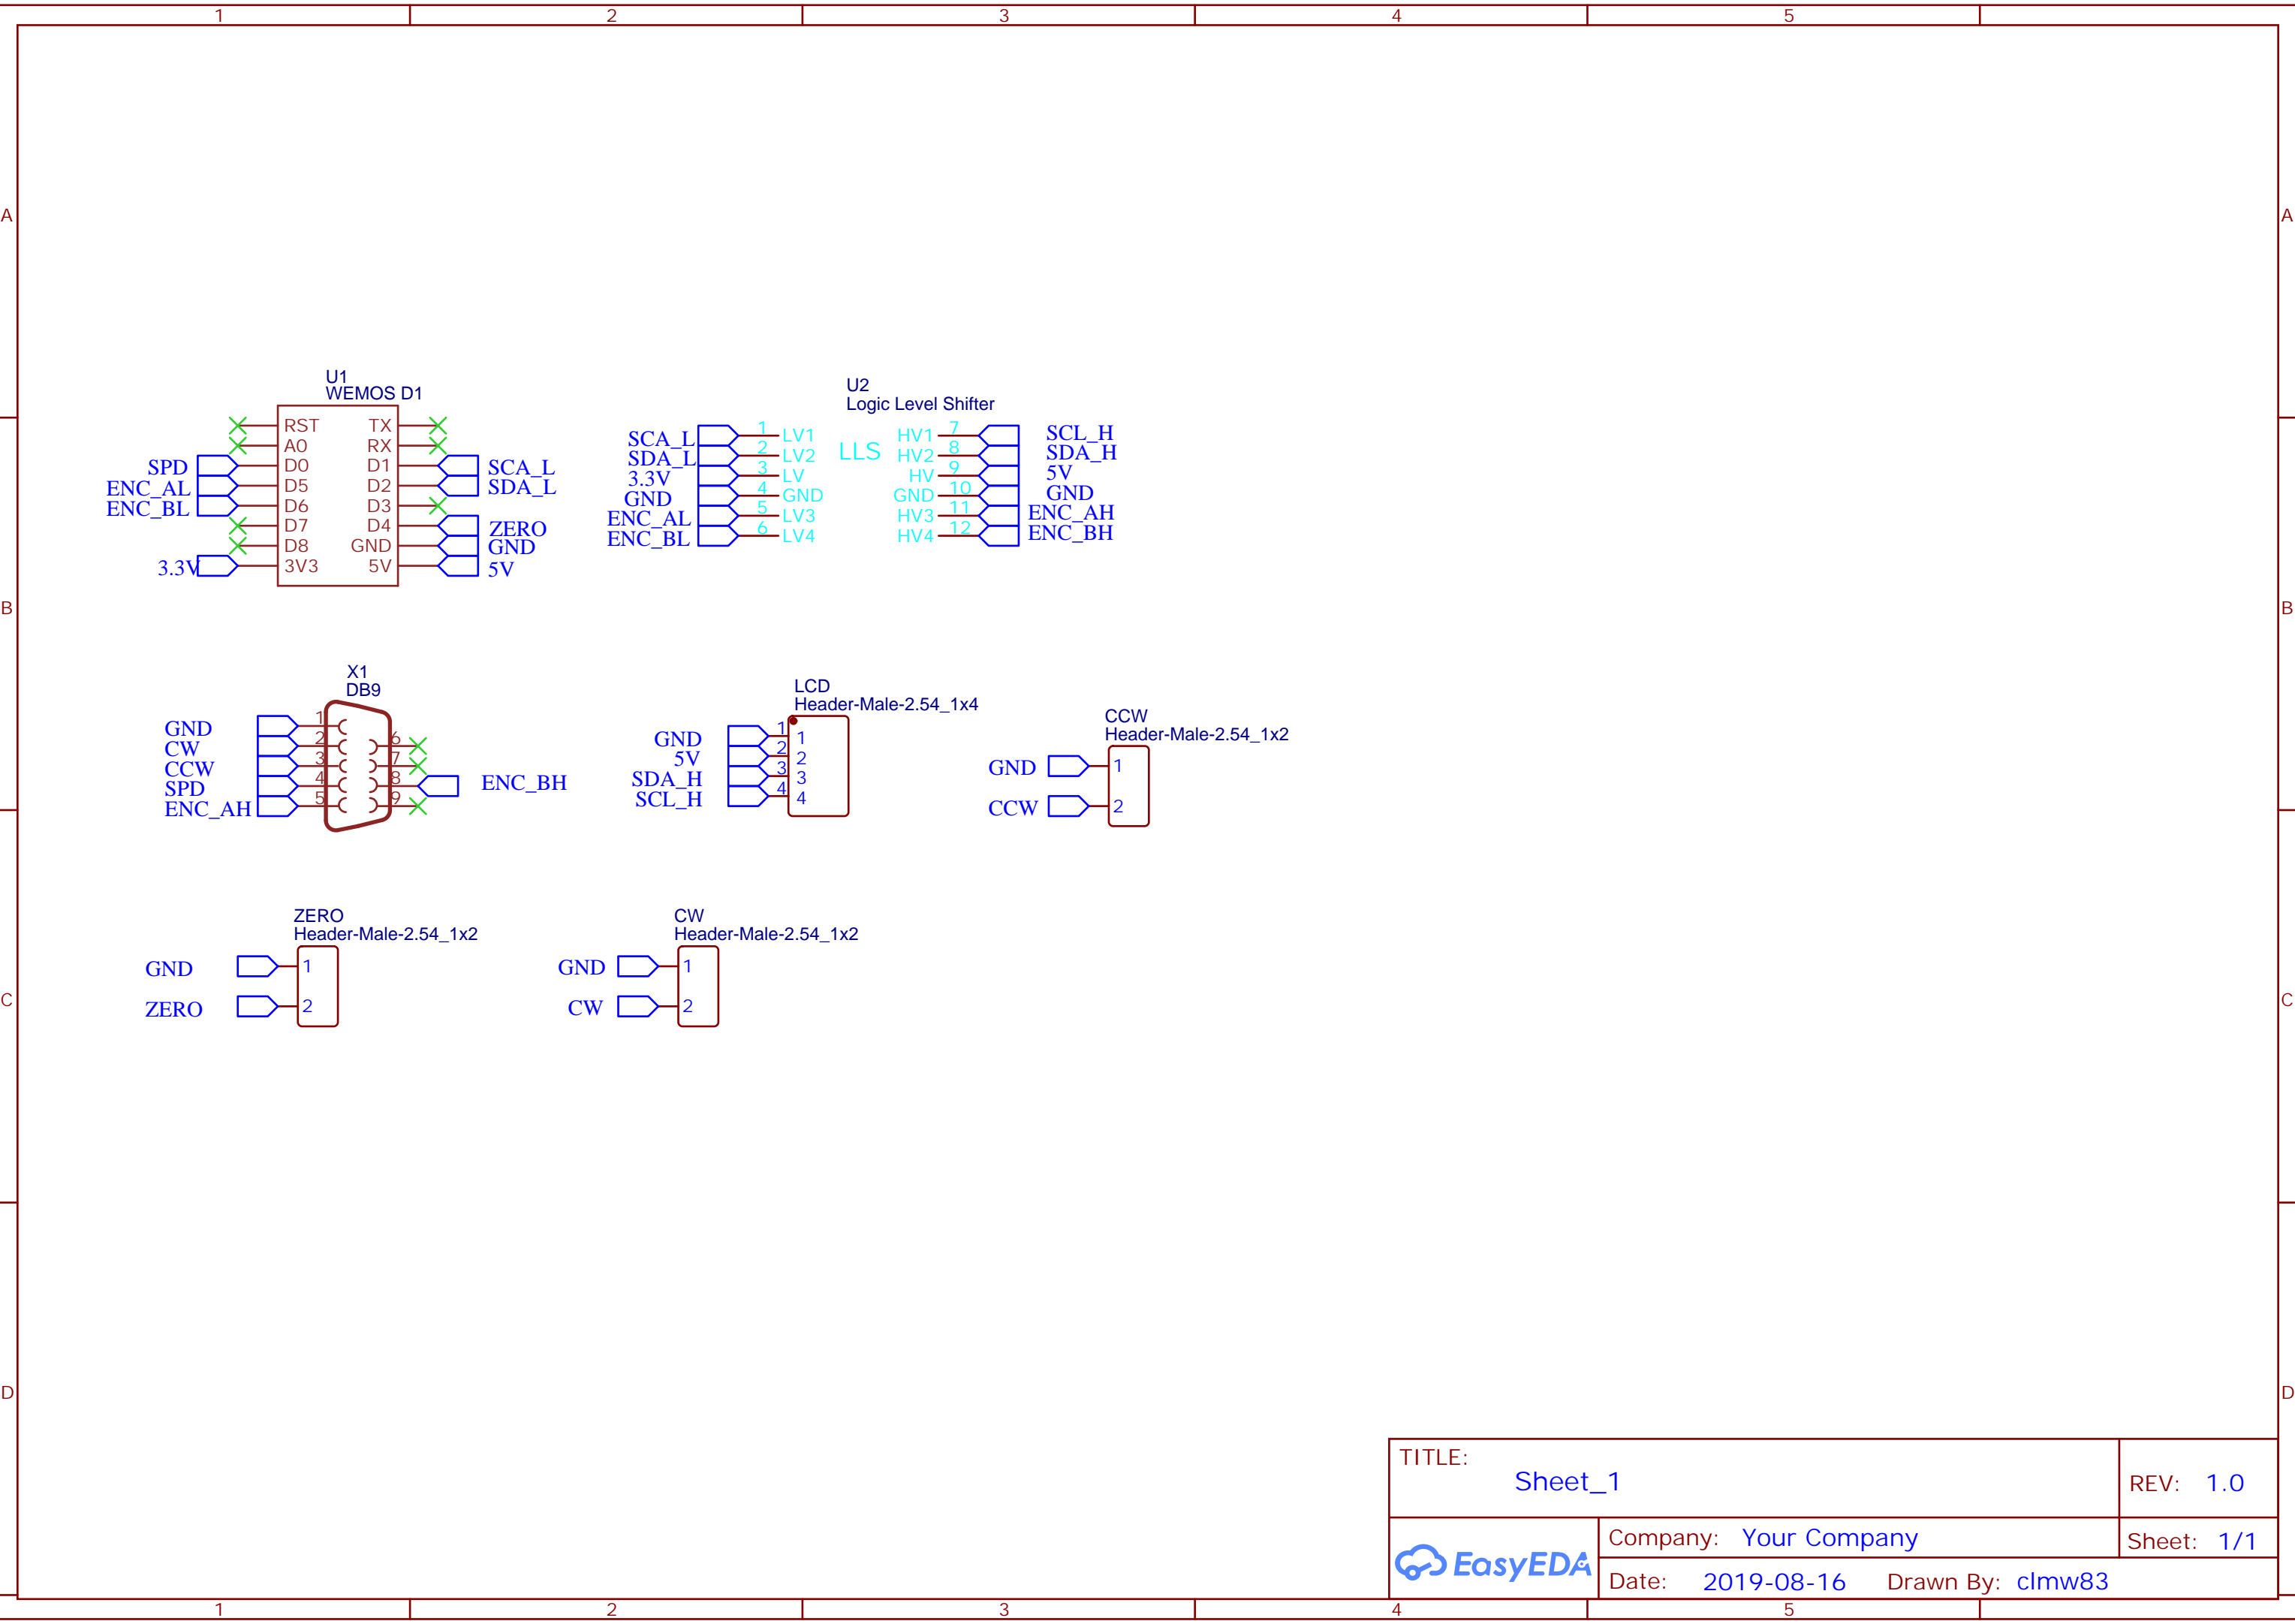 1 2 3 4 5
A A
U1
WEMOS D1
RST TX
A0 RX
SPD D0 D1 SCA_L
ENC_AL D5 D2 SDA_L
ENC_BL D6 D3
D7 D4 ZERO
D8 GND GND
3.3V 3V3 5V 5V
U2
Logic Level Shifter
LLS
SCA_L 1 LV1 HV1 7 SCL_H
SDA_L 2 LV2 HV2 8 SDA_H
3.3V 3 LV HV 9 5V
GND 4 GND GND 10 GND
ENC_AL 5 LV3 HV3 11 ENC_AH
ENC_BL 6 LV4 HV4 12 ENC_BH
B B
X1
DB9
GND 1
CW 2 6
CCW 3 7
SPD 4 8 ENC_BH
ENC_AH 5 9
LCD
Header-Male-2.54_1x4
GND 1 1
5V 2 2
SDA_H 3 3
SCL_H 4 4
CCW
Header-Male-2.54_1x2
GND 1
CCW 2
ZERO
Header-Male-2.54_1x2
GND 1
ZERO 2
CW
Header-Male-2.54_1x2
GND 1
CW 2
C C
D D
TITLE:
Sheet_1
REV: 1.0
EasyEDA
Company: Your Company
Sheet: 1/1
Date: 2019-08-16 Drawn By: clmw83
1 2 3 4 5